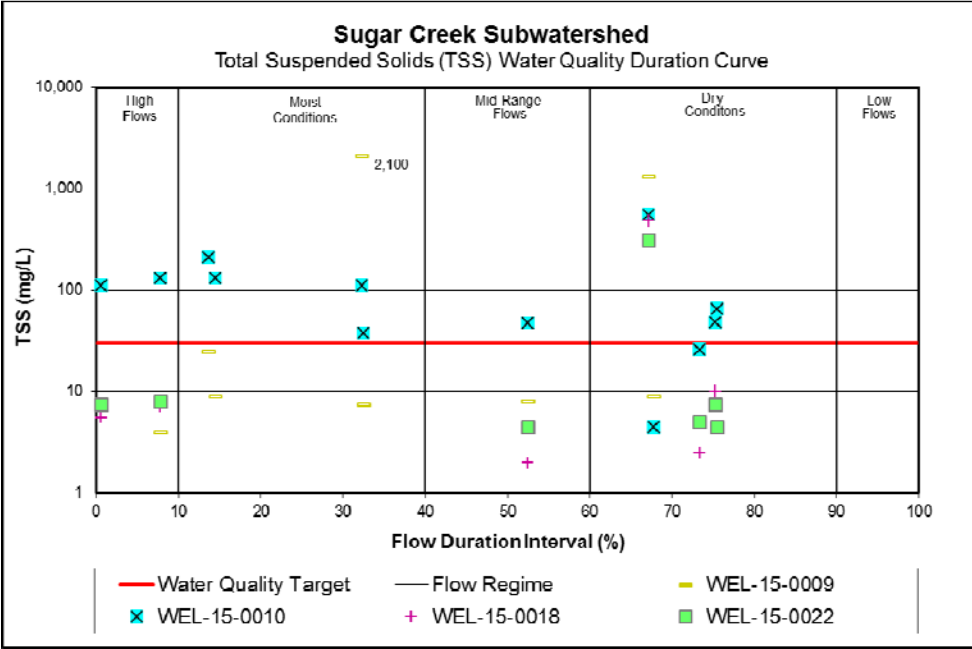 Sugar Creek Subwatershed
Total Suspended Solids (TSS) Water Quality Duration Curve
10,000
High
Flows
Moist
Conditions
Mid Range
Flows
Dry
Conditons
Low
Flows
2,100
1,000
100
10
1
TSS (mg/L)
0 10 20 30 40 50 60 70 80 90 100
Flow Duration Interval (%)
Water Quality Target Flow Regime WEL-15-0009
WEL-15-0010 WEL-15-0018 WEL-15-0022